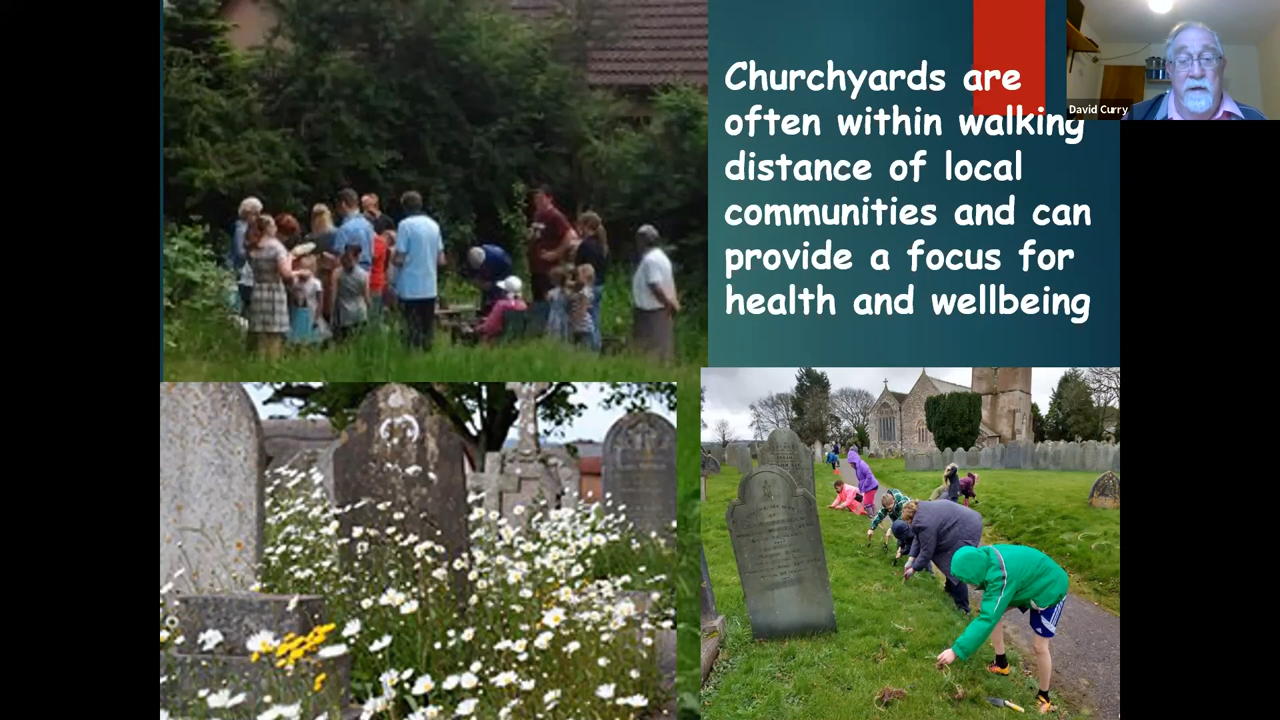 Churchyards are
often within walking
distance of local
communities and can
provide a focus for
health and wellbeing
David Curry